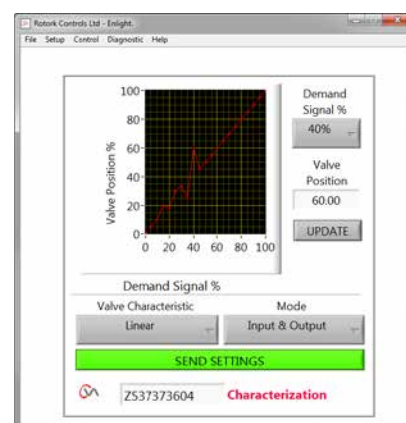 Rotork Controls Ltd - Enlight.
File Setup Control Diagnostic Help
Demand
Signal %
40%
Valve
Position
60.00
UPDATE
Valve Position %
100
80
60
40
20
0
0 20 40 60 80 100
Demand Signal %
Valve Characteristic Mode
Linear Input & Output
SEND SETTINGS
ZS37373604 Characterization